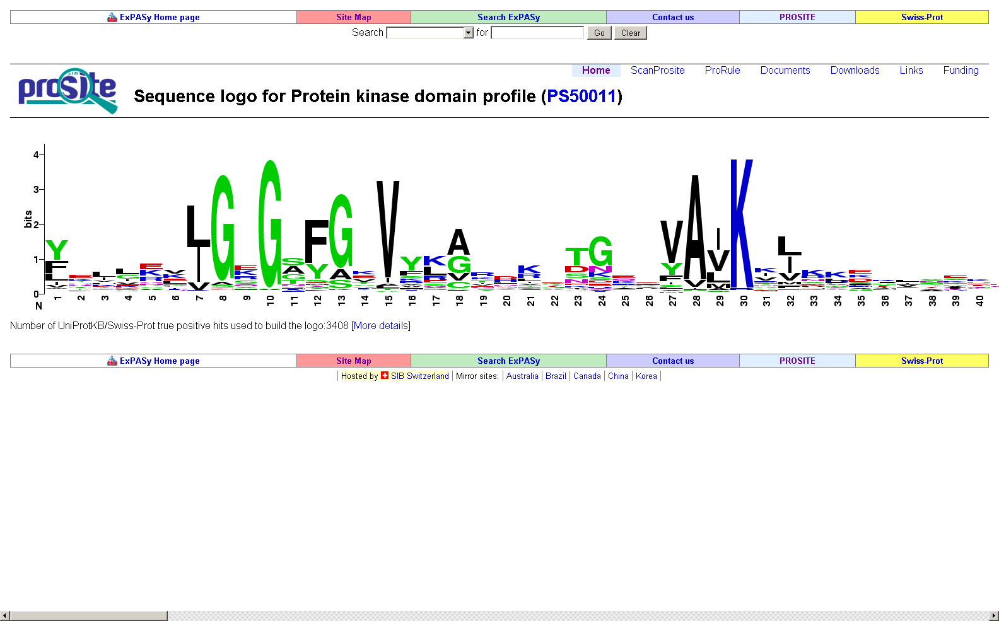 ExPASy Home page Site Map Search ExPASy Contact us PROSITE Swiss-Prot
Search for Go Clear
Home ScanProsite ProRule Documents Downloads Links Funding
prosite
SIB
Sequence logo for Protein kinase domain profile (PS50011)
4
3
bits
2
1
0
L G G F G V A T G V A I K L
Y K
Y
N
1 2 3 4 5 6 7 8 9 10 11 12 13 14 15 16 17 18 19 20 21 22 23 24 25 26 27 28 29 30 31 32 33 34 35 36 37 38 39 40
Number of UniProtKB/Swiss-Prot true positive hits used to build the logo:3408 [More details]
ExPASy Home page Site Map Search ExPASy Contact us PROSITE Swiss-Prot
Hosted by SIB Switzerland Mirror sites: Australia Brazil Canada China Korea